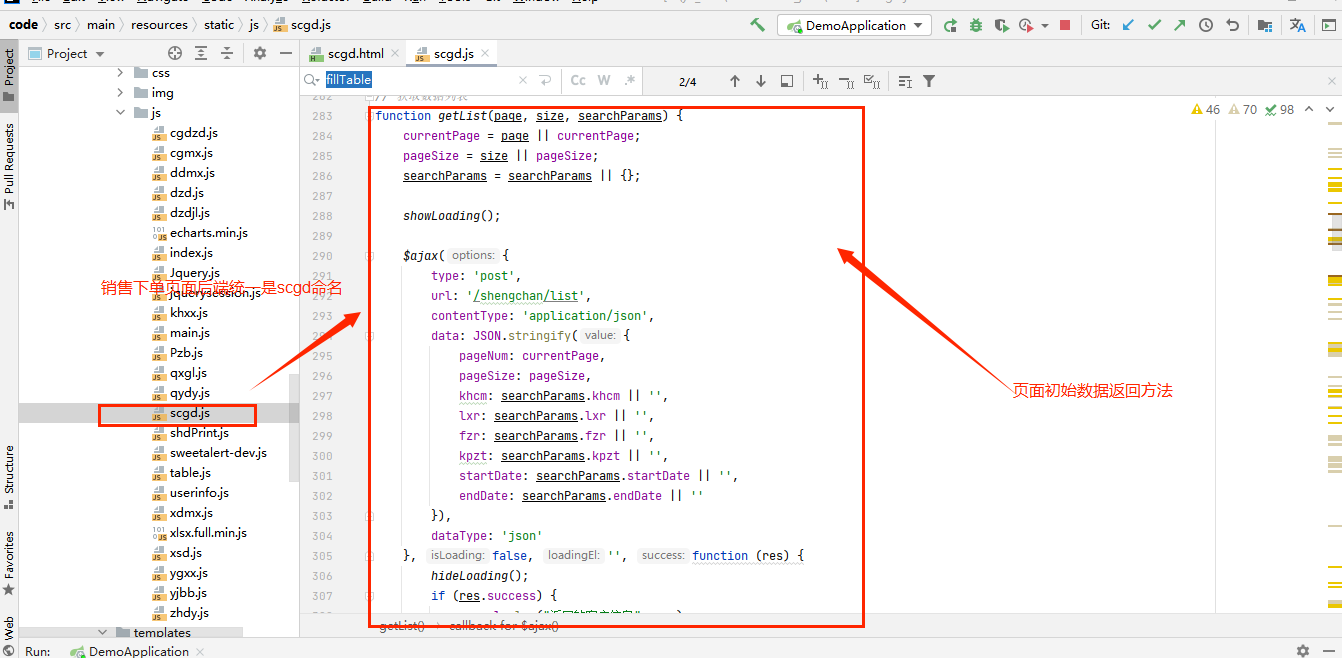 code > src > main > resources > static > js > scgd.js
DemoApplication
Git:
Project
scgd.html
scgd.js
fillTable
Cc
W
.*
2/4
46
70
98
Project
Pull Requests
Structure
Favorites
Web
css
img
js
cgdzd.js
cgmx.js
ddmx.js
dzd.js
dzdjl.js
echarts.min.js
index.js
Jquery.js
jquerysession.js
khxx.js
main.js
Pzb.js
qxgl.js
qydy.js
scgd.js
shdPrint.js
sweetalert-dev.js
table.js
userinfo.js
xdmx.js
xlsx.full.min.js
xsd.js
ygxx.js
yjbb.js
zhdy.js
templates
销售下单页面后端统一是scgd命名
282 // 获取数据列表
283 function getList(page, size, searchParams) {
284 currentPage = page || currentPage;
285 pageSize = size || pageSize;
286 searchParams = searchParams || {};
287
288 showLoading();
289
290 $ajax( options: {
291 type: 'post',
292 url: '/shengchan/list',
293 contentType: 'application/json',
294 data: JSON.stringify( value: {
295 pageNum: currentPage,
296 pageSize: pageSize,
297 khcm: searchParams.khcm || '',
298 lxr: searchParams.lxr || '',
299 fzr: searchParams.fzr || '',
300 kpzt: searchParams.kpzt || '',
301 startDate: searchParams.startDate || '',
302 endDate: searchParams.endDate || ''
303 }),
304 dataType: 'json'
305 }, isLoading: false, loadingEl: '', success: function (res) {
306 hideLoading();
307 if (res.success) {
页面初始数据返回方法
getList() > callback for $ajax()
Run:
DemoApplication